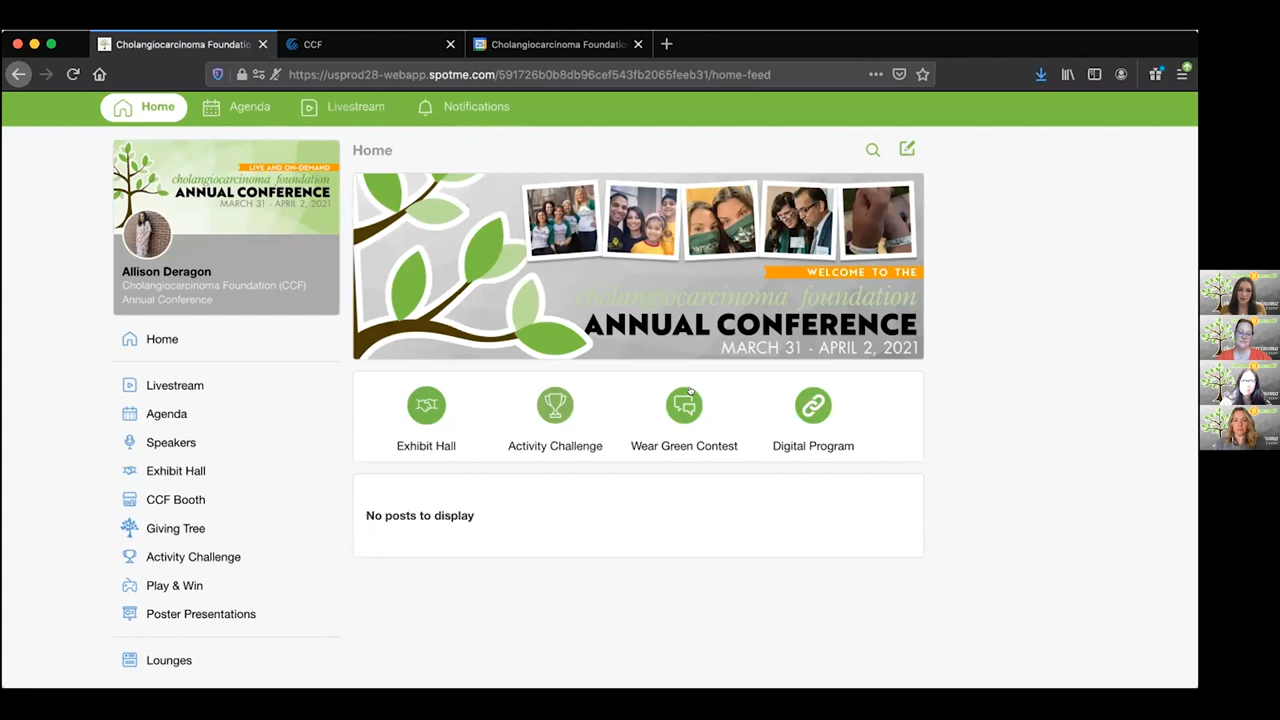 Cholangiocarcinoma Foundatio
CCF
Cholangiocarcinoma Foundation
https://usprod28-webapp.spotme.com/591726b0b8db96cef543fb2065feeb31/home-feed
Home
Agenda
Livestream
Notifications
LIVE AND ON-DEMAND
cholangiocarcinoma foundation
ANNUAL CONFERENCE
MARCH 31 - APRIL 2, 2021
Allison Deragon
Cholangiocarcinoma Foundation (CCF)
Annual Conference
Home
Livestream
Agenda
Speakers
Exhibit Hall
CCF Booth
Giving Tree
Activity Challenge
Play & Win
Poster Presentations
Lounges
Home
WELCOME TO THE
cholangiocarcinoma foundation
ANNUAL CONFERENCE
MARCH 31 - APRIL 2, 2021
Exhibit Hall
Activity Challenge
Wear Green Contest
Digital Program
No posts to display